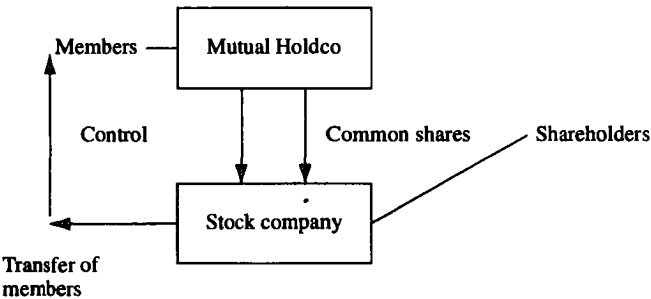 Members
Mutual Holdco
Control
Common shares
Shareholders
Stock company
Transfer of
members